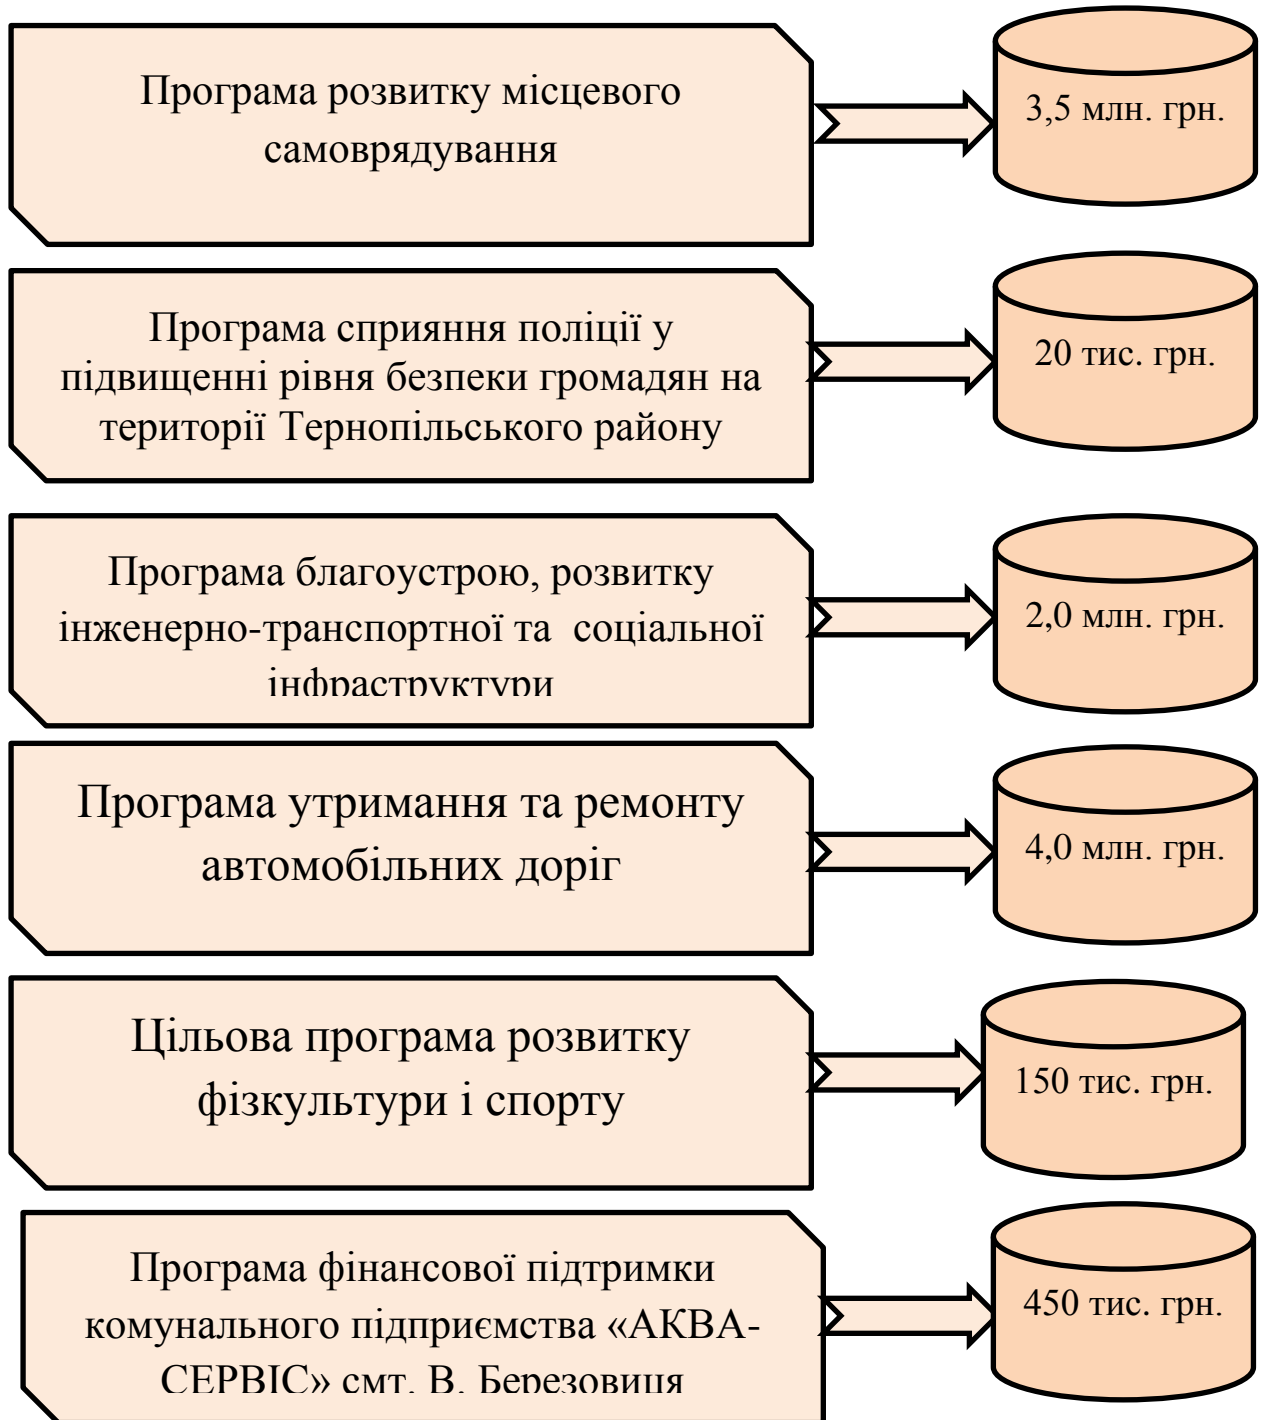 Програма розвитку місцевого
самоврядування
3,5 млн. грн.
Програма сприяння поліції у
підвищенні рівня безпеки громадян на
території Тернопільського району
20 тис. грн.
Програма благоустрою, розвитку
інженерно-транспортної та соціальної
інфраструктури
2,0 млн. грн.
Програма утримання та ремонту
автомобільних доріг
4,0 млн. грн.
Цільова програма розвитку
фізкультури і спорту
150 тис. грн.
Програма фінансової підтримки
комунального підприємства «АКВА-
СЕРВІС» смт. В. Березовиця
450 тис. грн.